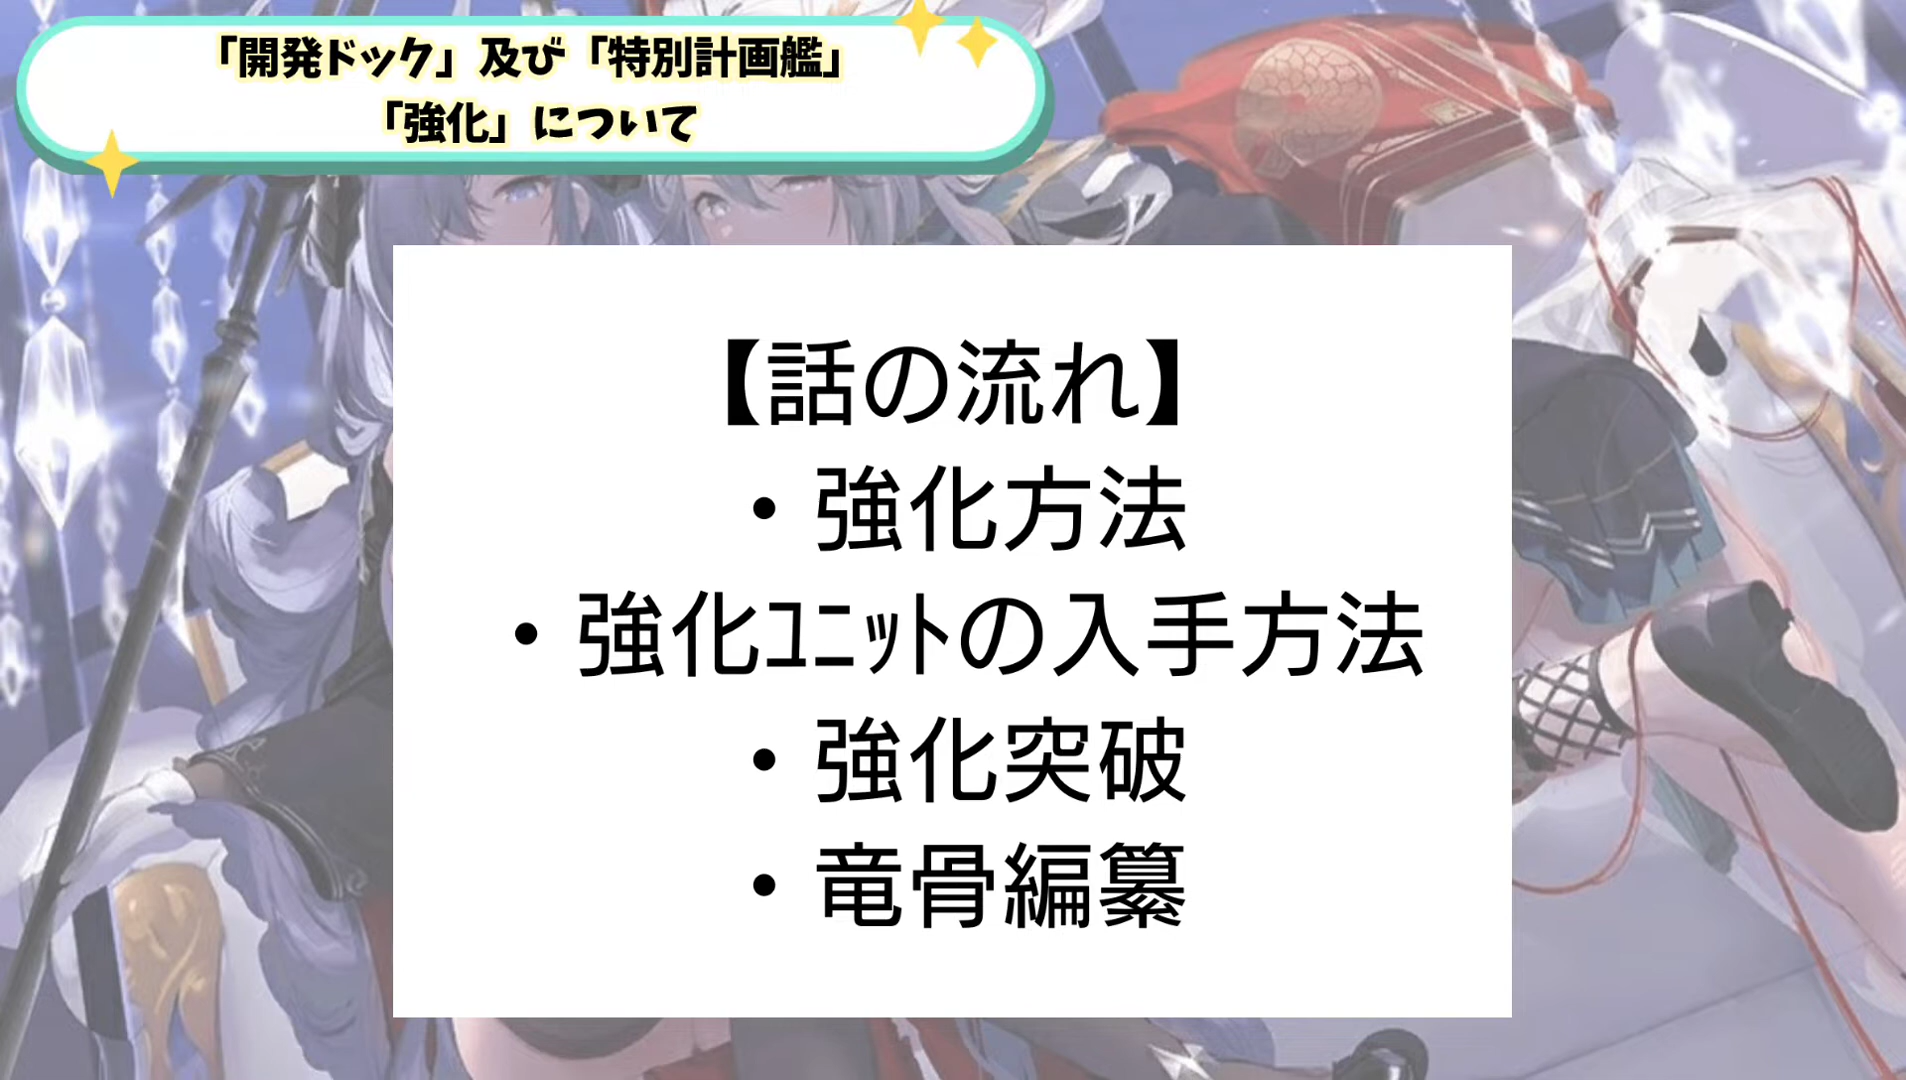 「開発ドック」及び「特別計画艦」
「強化」について
【話の流れ】
・強化方法
・強化ﾕﾆｯﾄの入手方法
・強化突破
・竜骨編纂